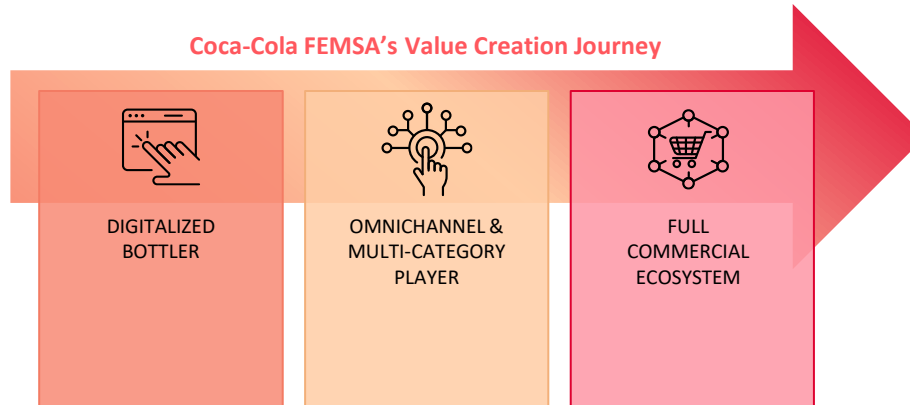 Coca-Cola FEMSA’s Value Creation Journey
DIGITALIZED
BOTTLER
OMNICHANNEL &
MULTI-CATEGORY
PLAYER
FULL
COMMERCIAL
ECOSYSTEM